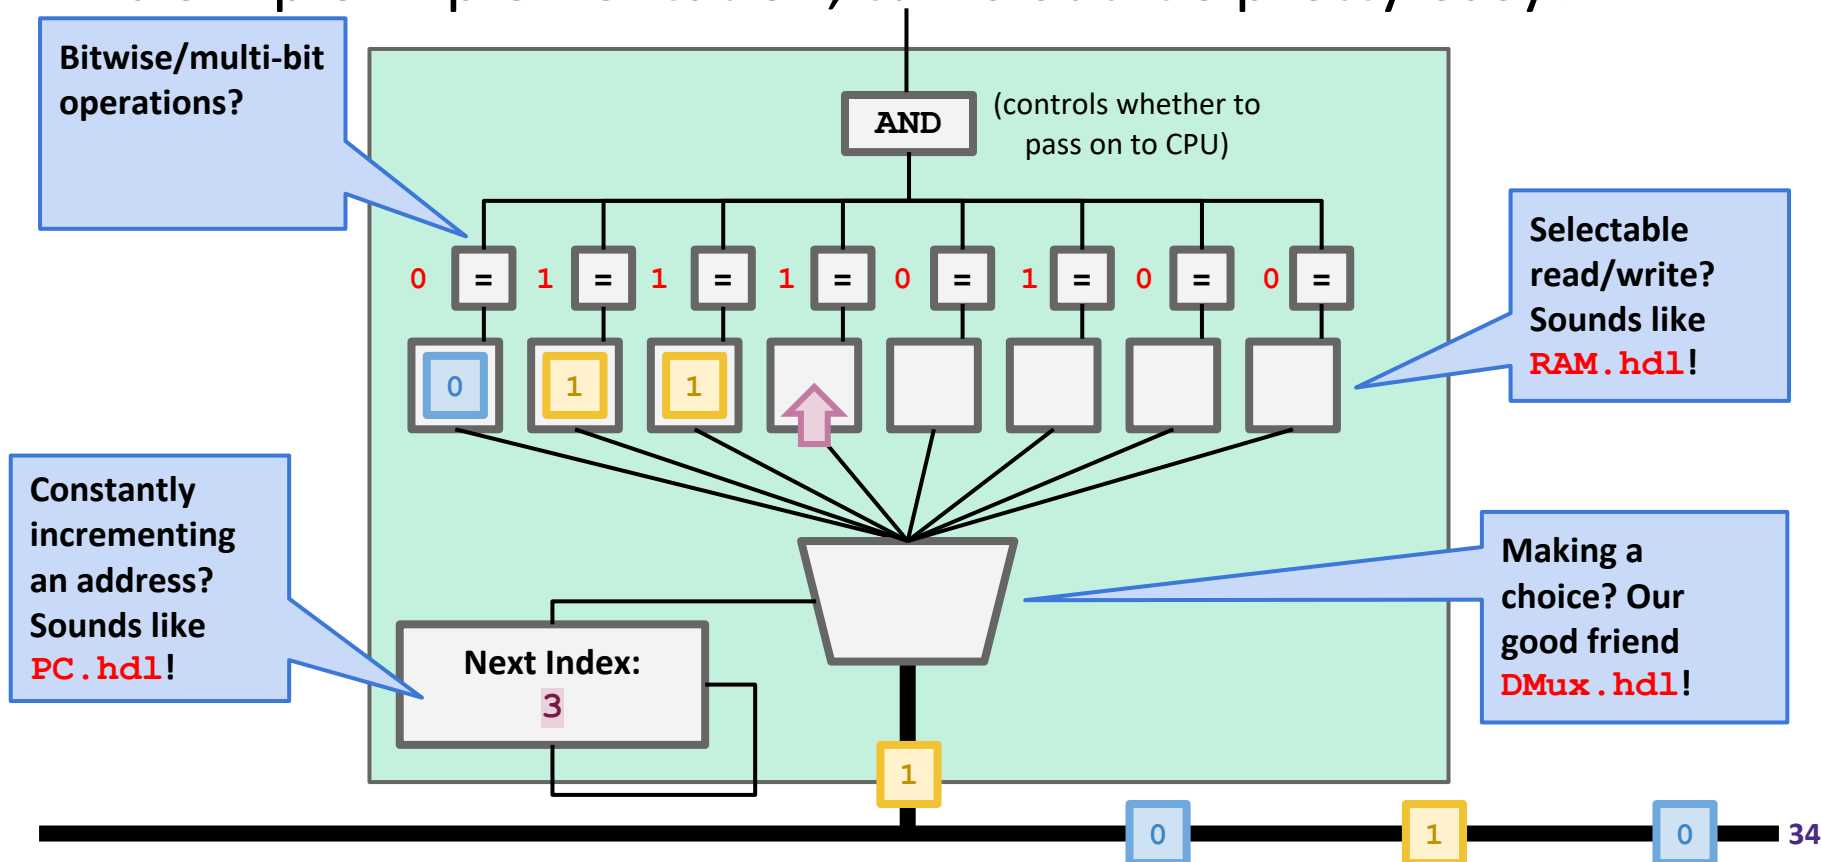 Bitwise/multi-bit
operations?
AND
(controls whether to
pass on to CPU)
0 = 1 = 1 = 1 = 0 = 1 = 0 = 0 =
Selectable
read/write?
Sounds like
RAM.hdl!
0 1 1
Constantly
incrementing
an address?
Sounds like
PC.hdl!
Next Index:
3
Making a
choice? Our
good friend
DMux.hdl!
1
0 1 0
34